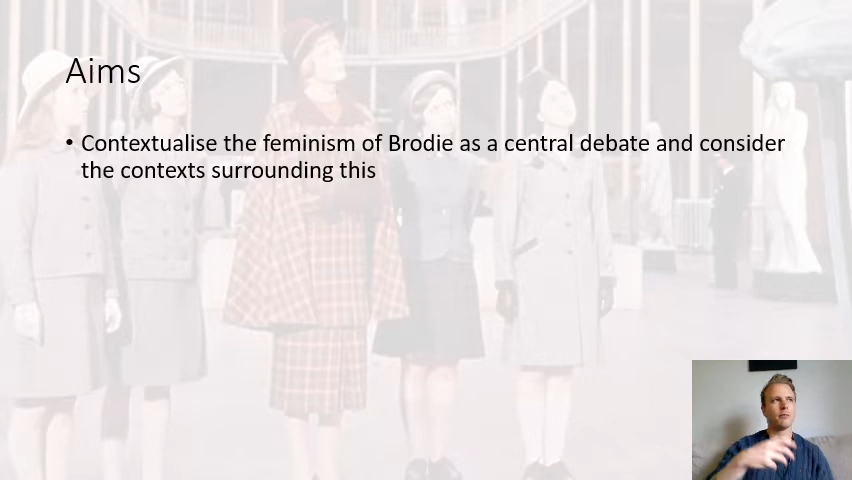 Aims
• Contextualise the feminism of Brodie as a central debate and consider
the contexts surrounding this